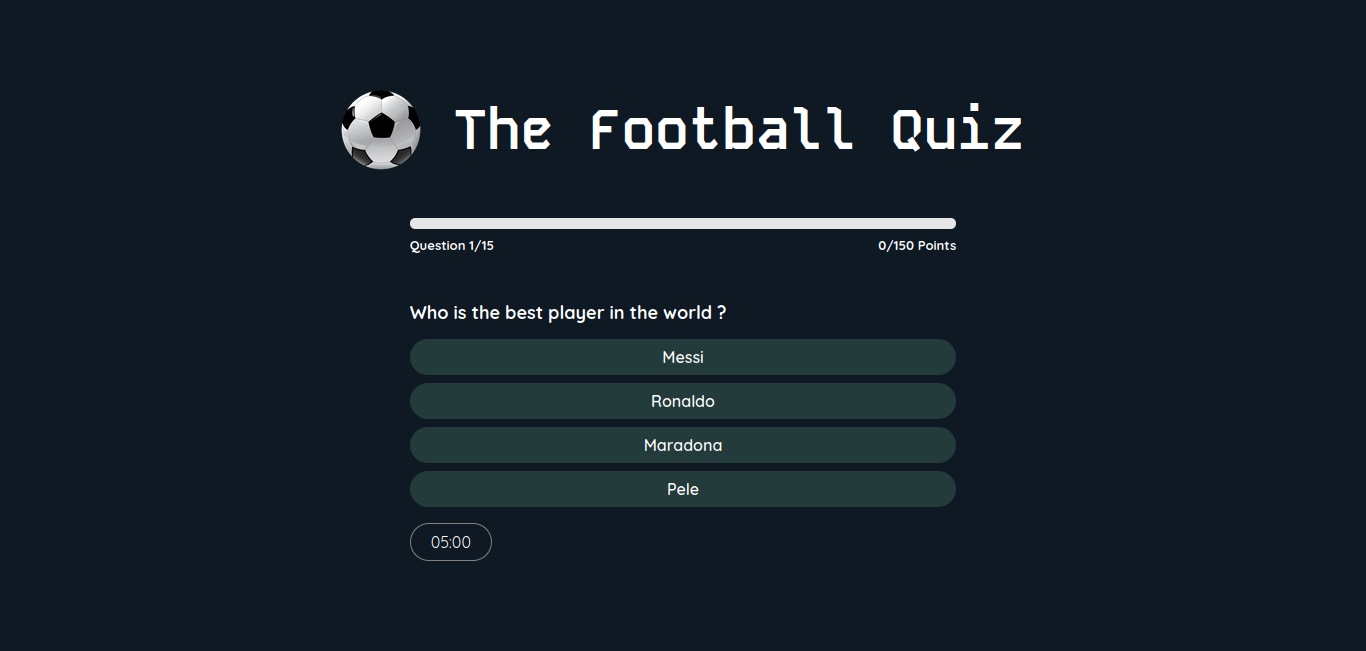 The Football Quiz
Question 1/15
0/150 Points
Who is the best player in the world ?
Messi
Ronaldo
Maradona
Pele
05:00